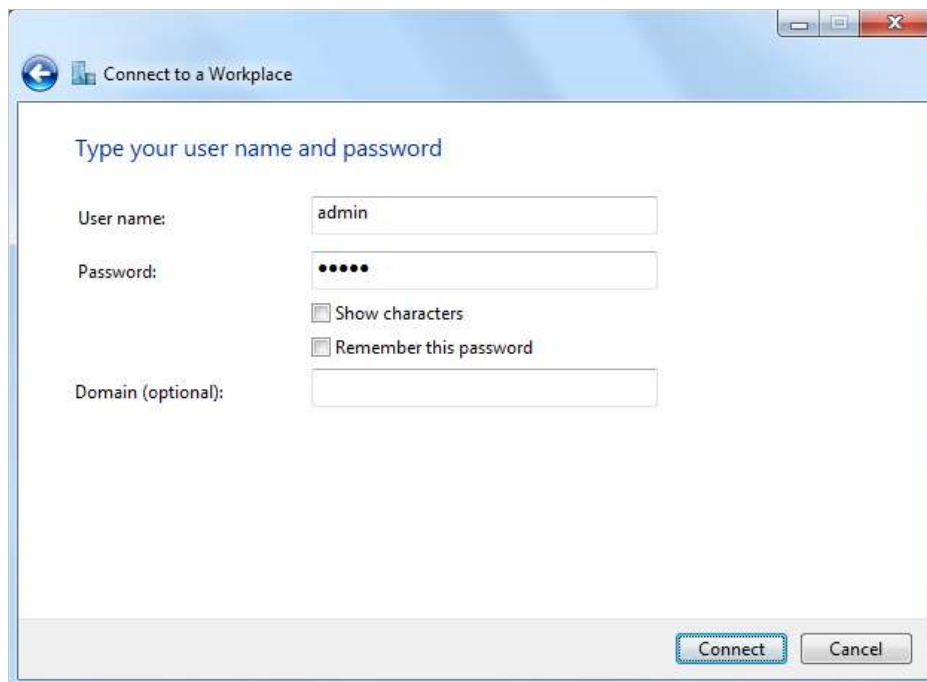 Connect to a Workplace
Type your user name and password
User name: admin
Password: •••••
Show characters
Remember this password
Domain (optional):
Connect Cancel